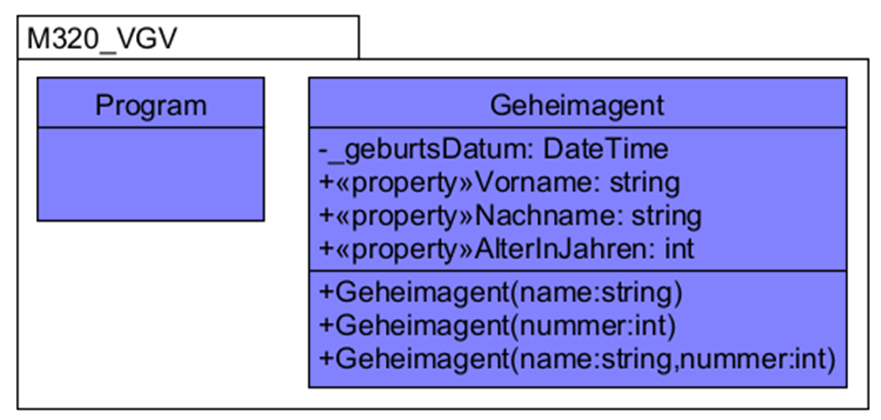 M320_VGV
Program
Geheimagent
-_geburtsDatum: DateTime
+«property»Vorname: string
+«property»Nachname: string
+«property»AlterInJahren: int
+Geheimagent(name:string)
+Geheimagent(nummer:int)
+Geheimagent(name:string,nummer:int)